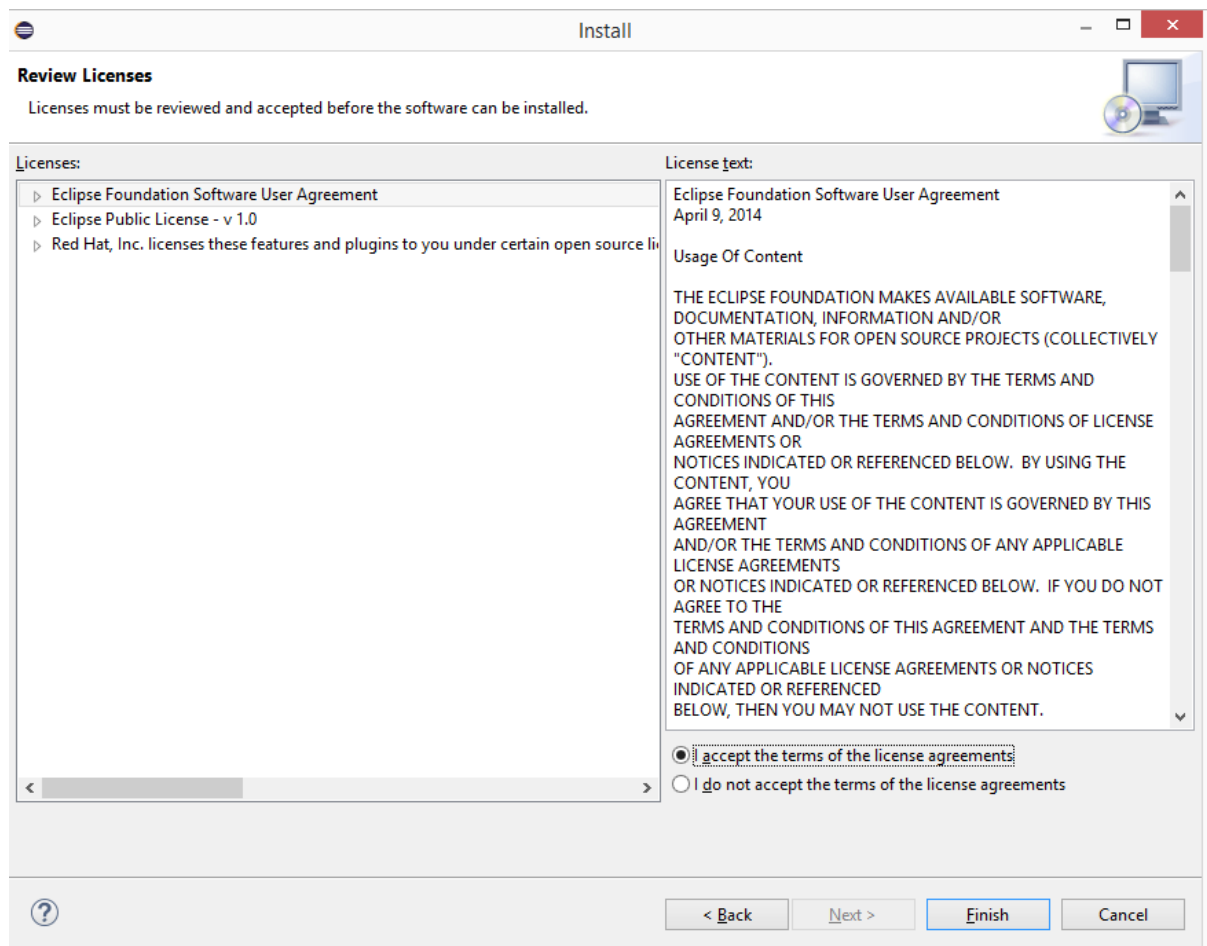 Install
Review Licenses
Licenses must be reviewed and accepted before the software can be installed.
Licenses:
Eclipse Foundation Software User Agreement
Eclipse Public License - v 1.0
Red Hat, Inc. licenses these features and plugins to you under certain open source
License text:
Eclipse Foundation Software User Agreement
April 9, 2014
Usage Of Content
THE ECLIPSE FOUNDATION MAKES AVAILABLE SOFTWARE,
DOCUMENTATION, INFORMATION AND/OR
OTHER MATERIALS FOR OPEN SOURCE PROJECTS (COLLECTIVELY
"CONTENT").
USE OF THE CONTENT IS GOVERNED BY THE TERMS AND
CONDITIONS OF THIS
AGREEMENT AND/OR THE TERMS AND CONDITIONS OF LICENSE
AGREEMENTS OR
NOTICES INDICATED OR REFERENCED BELOW.  BY USING THE
CONTENT, YOU
AGREE THAT YOUR USE OF THE CONTENT IS GOVERNED BY THIS
AGREEMENT
AND/OR THE TERMS AND CONDITIONS OF ANY APPLICABLE
LICENSE AGREEMENTS
OR NOTICES INDICATED OR REFERENCED BELOW.  IF YOU DO NOT
AGREE TO THE
TERMS AND CONDITIONS OF THIS AGREEMENT AND THE TERMS
AND CONDITIONS
OF ANY APPLICABLE LICENSE AGREEMENTS OR NOTICES
INDICATED OR REFERENCED
BELOW, THEN YOU MAY NOT USE THE CONTENT.
I accept the terms of the license agreements
I do not accept the terms of the license agreements
< Back
Next >
Finish
Cancel